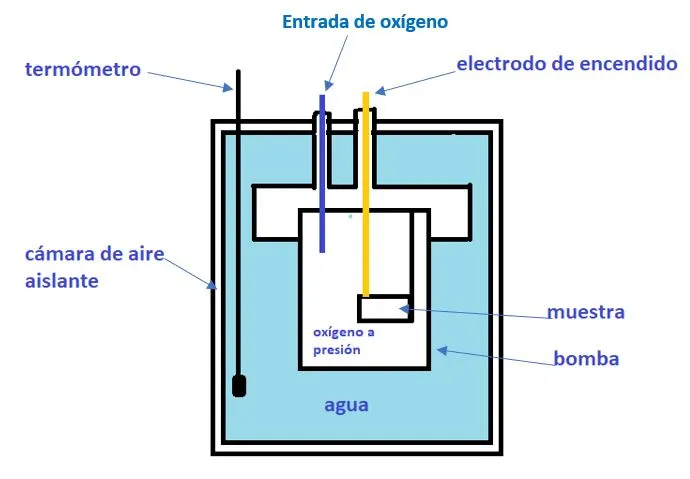 Entrada de oxígeno
termómetro
electrodo de encendido
cámara de aire
aislante
muestra
oxígeno a
presión
bomba
agua